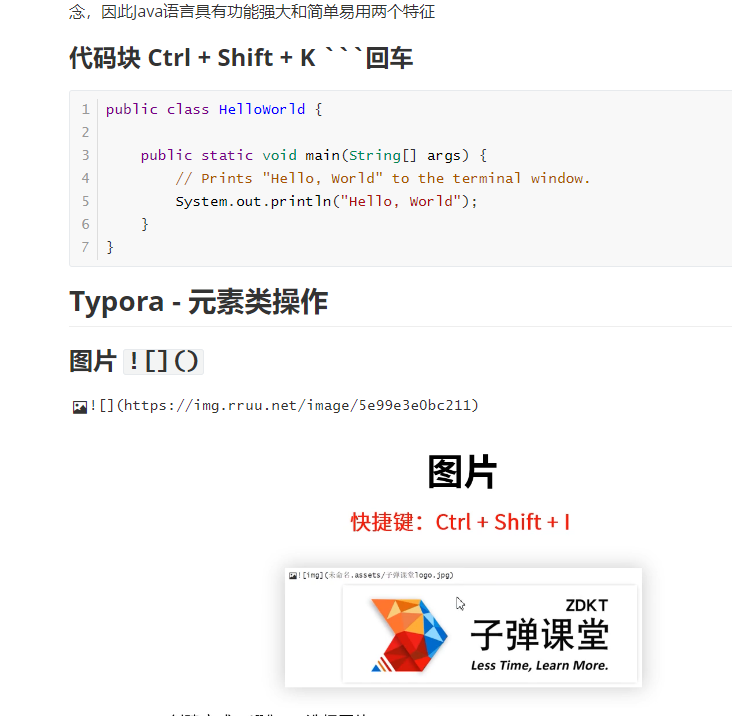 念，因此Java语言具有功能强大和简单易用两个特征
代码块 Ctrl + Shift + K ```回车
1 public class HelloWorld {
2
3 public static void main(String[] args) {
4 // Prints "Hello, World" to the terminal window.
5 System.out.println("Hello, World");
6 }
7 }
Typora - 元素类操作
图片 ![]()
![](https://img.rruu.net/image/5e99e3e0bc211)
图片
快捷键：Ctrl + Shift + I
![img](未命名.assets/子弹课堂logo.jpg)
ZDKT
子弹课堂
Less Time, Learn More.